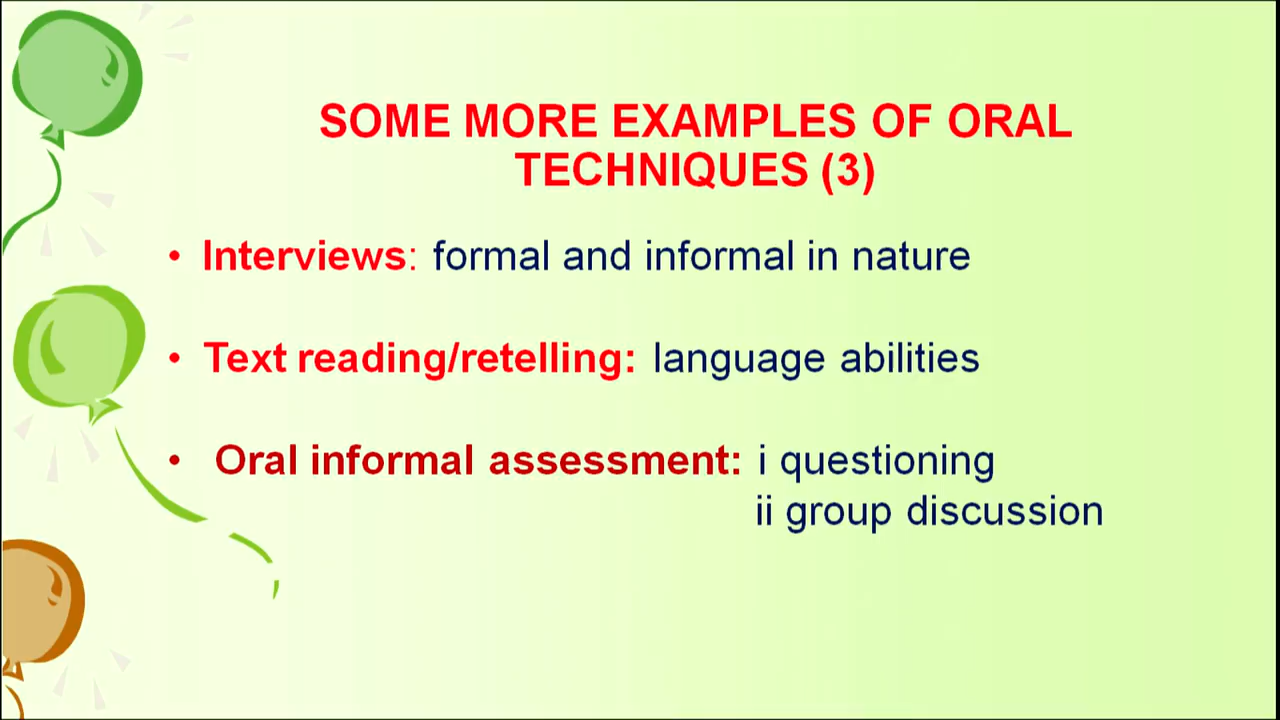 SOME MORE EXAMPLES OF ORAL
TECHNIQUES (3)
• Interviews: formal and informal in nature
• Text reading/retelling: language abilities
• Oral informal assessment: i questioning
ii group discussion